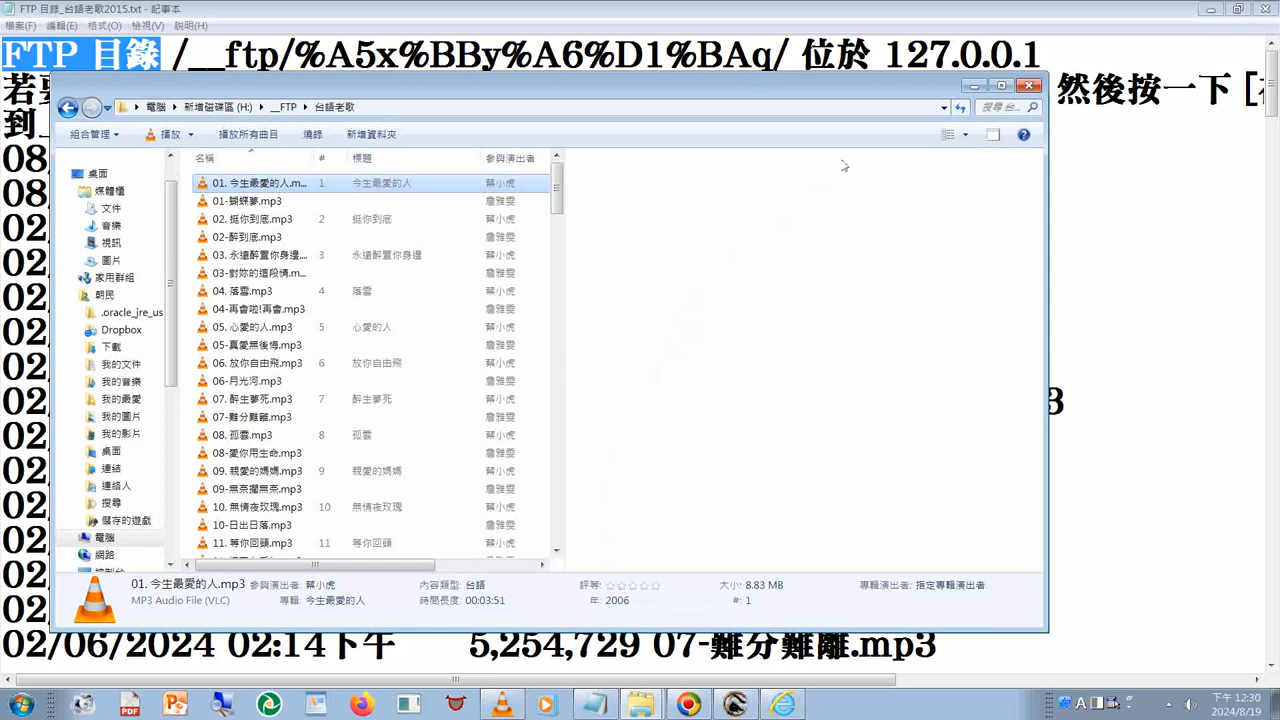 FTP 目錄_台語老歌2015.txt - 記事本
檔案(F) 編輯(E) 格式(O) 檢視(V) 說明(H)
FTP 目錄 /__ftp/%A5x%BBy%A6%D1%BAq/ 位於 127.0.0.1
然後按一下 [
到
電腦 新增磁碟區 (H:) __FTP 台語老歌
搜尋 台...
組合管理 播放 播放所有曲目 燒錄 新增資料夾
名稱 # 標題 參與演出者
桌面
媒體櫃
文件
音樂
視訊
圖片
家用群組
朝民
.oracle_jre_us
Dropbox
下載
我的文件
我的音樂
我的最愛
我的圖片
我的影片
桌面
連結
連絡人
搜尋
儲存的遊戲
電腦
網路
01. 今生最愛的人.m... 1 今生最愛的人 蔡小虎
01-蝴蝶夢.mp3 詹雅雯
02. 挺你到底.mp3 2 挺你到底 蔡小虎
02-醉到底.mp3 詹雅雯
03. 永遠醉置你身邊.... 3 永遠醉置你身邊 蔡小虎
03-對妳的這段情.m... 詹雅雯
04. 落雪.mp3 4 落雪 蔡小虎
04-再會啦!再會.mp3 詹雅雯
05. 心愛的人.mp3 5 心愛的人 蔡小虎
05-真愛無後悔.mp3 詹雅雯
06. 放你自由飛.mp3 6 放你自由飛 蔡小虎
06-月光河.mp3 詹雅雯
07. 醉生夢死.mp3 7 醉生夢死 蔡小虎
07-難分難離.mp3 詹雅雯
08. 孤雲.mp3 8 孤雲 蔡小虎
08-愛你用生命.mp3 詹雅雯
09. 親愛的媽媽.mp3 9 親愛的媽媽 蔡小虎
09-無奈擱無奈.mp3 詹雅雯
10. 無情夜玫瑰.mp3 10 無情夜玫瑰 蔡小虎
10-日出日落.mp3 詹雅雯
11. 等你回頭.mp3 11 等你回頭 蔡小虎
01. 今生最愛的人.mp3 參與演出者: 蔡小虎 內容類型: 台語 評等: 大小: 8.83 MB 專輯演出者: 指定專輯演出者
MP3 Audio File (VLC) 專輯: 今生最愛的人 時間長度: 00:03:51 年: 2006 #: 1
02/06/2024 02:14下午 5,254,729 07-難分難離.mp3
下午 12:30
2024/8/19